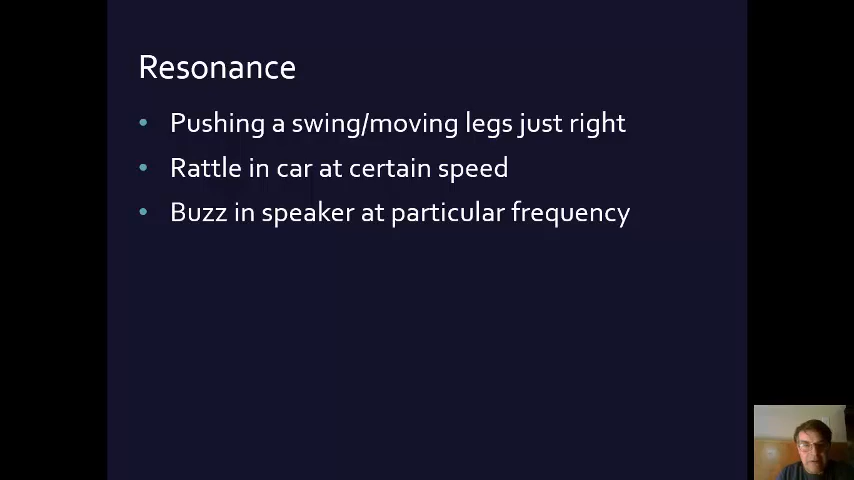 Resonance
• Pushing a swing/moving legs just right
• Rattle in car at certain speed
• Buzz in speaker at particular frequency